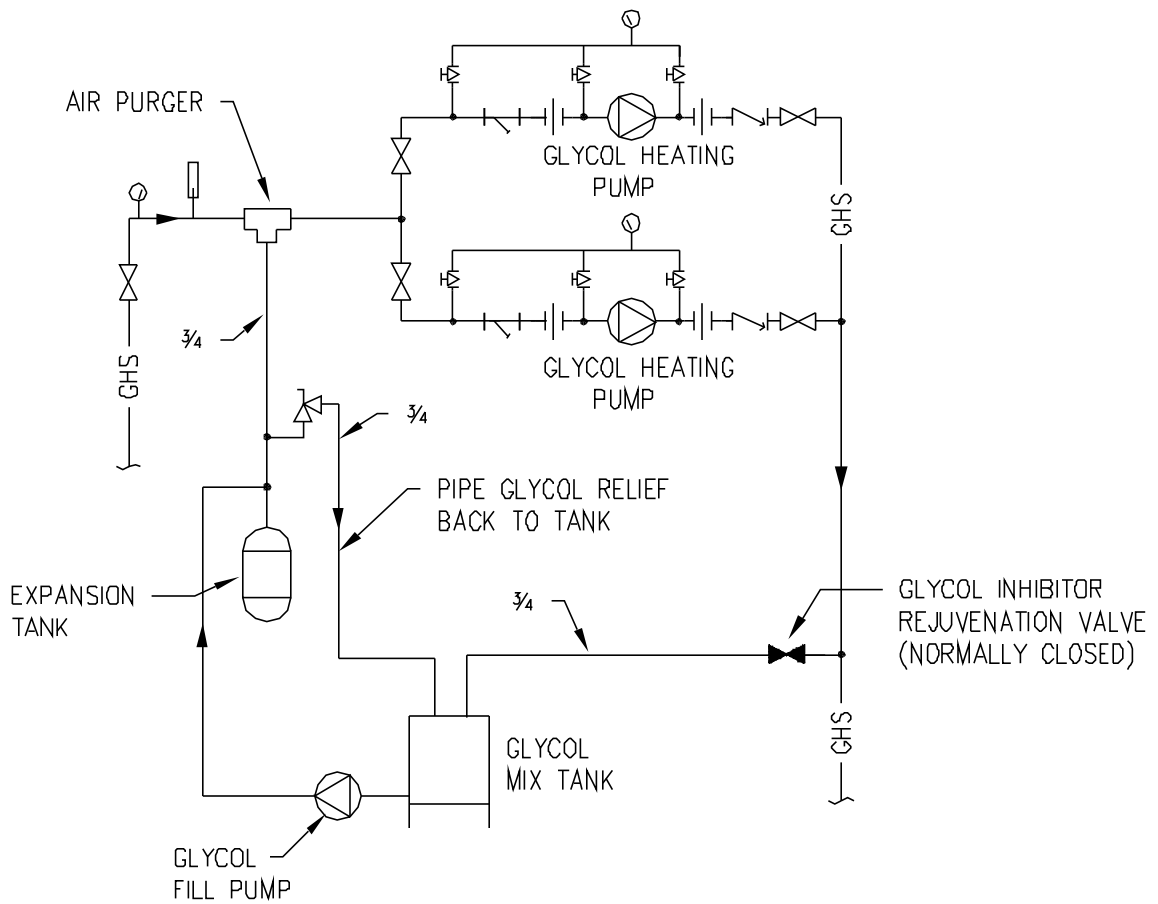 AIR PURGER
GLYCOL HEATING
PUMP
GHS
GLYCOL HEATING
PUMP
3/4
GHS
3/4
PIPE GLYCOL RELIEF
BACK TO TANK
EXPANSION
TANK
3/4
GLYCOL INHIBITOR
REJUVENATION VALVE
(NORMALLY CLOSED)
GHS
GLYCOL
MIX TANK
GLYCOL
FILL PUMP